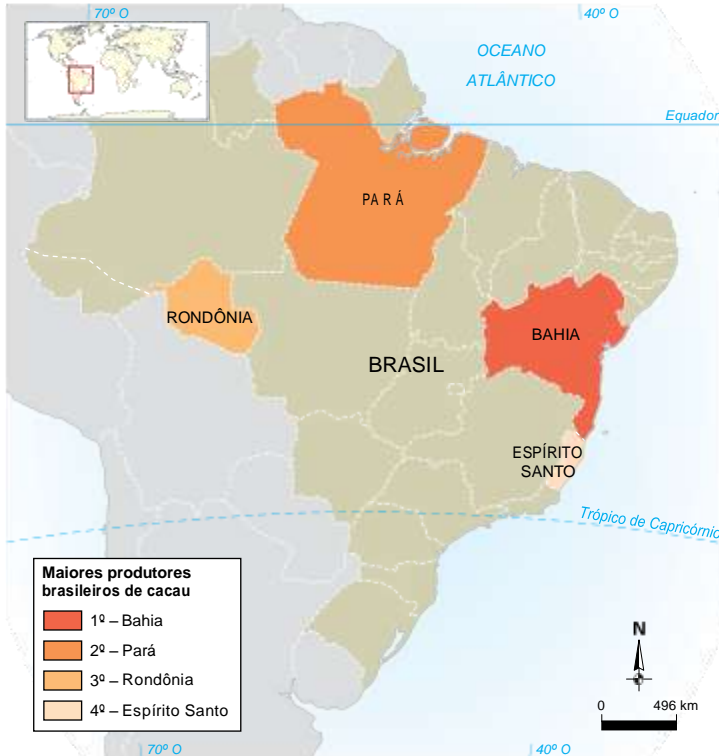 70º O
40º O
OCEANO
ATLÂNTICO
Equador
PARÁ
RONDÔNIA
BAHIA
BRASIL
ESPÍRITO
SANTO
Trópico de Capricórnio
Maiores produtores
brasileiros de cacau
1º – Bahia
2º – Pará
3º – Rondônia
4º – Espírito Santo
N
0 496 km
70º O
40º O